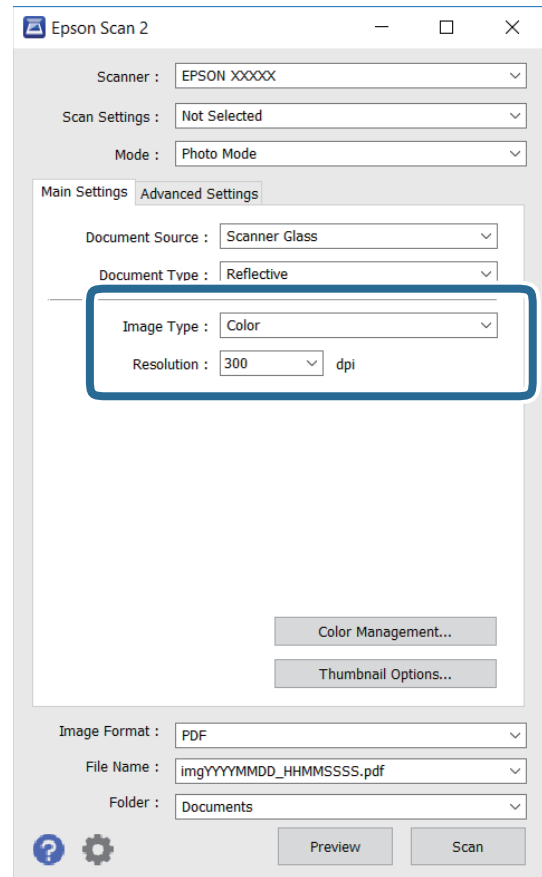 Epson Scan 2
Scanner : EPSON XXXXX
Scan Settings : Not Selected
Mode : Photo Mode
Main Settings Advanced Settings
Document Source : Scanner Glass
Document Type : Reflective
Image Type : Color
Resolution : 300 dpi
Color Management...
Thumbnail Options...
Image Format : PDF
File Name : imgYYYYMMDD_HHMMSSSS.pdf
Folder : Documents
? Preview Scan